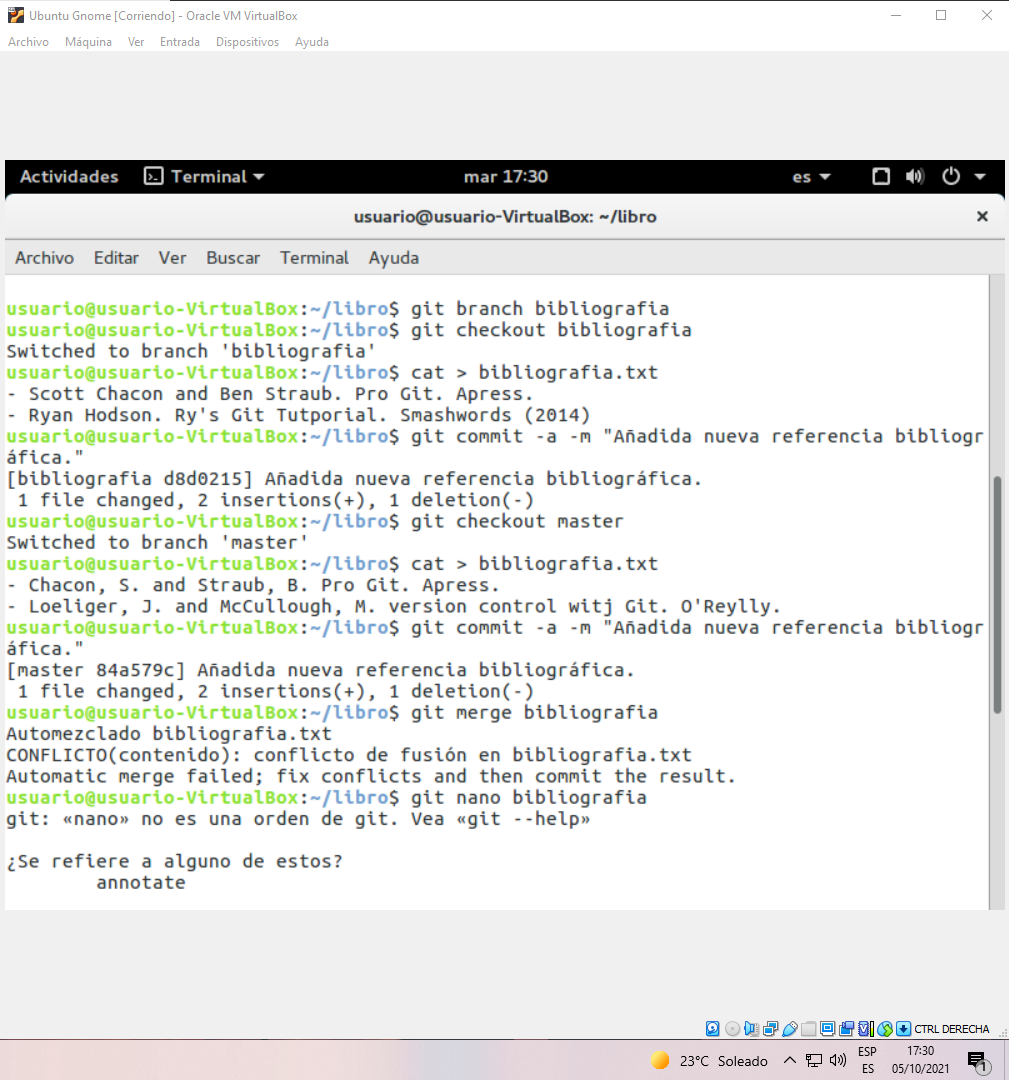 Ubuntu Gnome [Corriendo] - Oracle VM VirtualBox
Archivo Máquina Ver Entrada Dispositivos Ayuda
Actividades Terminal mar 17:30 es
usuario@usuario-VirtualBox: ~/libro
Archivo Editar Ver Buscar Terminal Ayuda
usuario@usuario-VirtualBox:~/libro$ git branch bibliografia
usuario@usuario-VirtualBox:~/libro$ git checkout bibliografia
Switched to branch 'bibliografia'
usuario@usuario-VirtualBox:~/libro$ cat > bibliografia.txt
- Scott Chacon and Ben Straub. Pro Git. Apress.
- Ryan Hodson. Ry's Git Tutporial. Smashwords (2014)
usuario@usuario-VirtualBox:~/libro$ git commit -a -m "Añadida nueva referencia bibliogr
áfica."
[bibliografia d8d0215] Añadida nueva referencia bibliográfica.
 1 file changed, 2 insertions(+), 1 deletion(-)
usuario@usuario-VirtualBox:~/libro$ git checkout master
Switched to branch 'master'
usuario@usuario-VirtualBox:~/libro$ cat > bibliografia.txt
- Chacon, S. and Straub, B. Pro Git. Apress.
- Loeliger, J. and McCullough, M. version control witj Git. O'Reylly.
usuario@usuario-VirtualBox:~/libro$ git commit -a -m "Añadida nueva referencia bibliogr
áfica."
[master 84a579c] Añadida nueva referencia bibliográfica.
 1 file changed, 2 insertions(+), 1 deletion(-)
usuario@usuario-VirtualBox:~/libro$ git merge bibliografia
Automezclado bibliografia.txt
CONFLICTO(contenido): conflicto de fusión en bibliografia.txt
Automatic merge failed; fix conflicts and then commit the result.
usuario@usuario-VirtualBox:~/libro$ git nano bibliografia
git: «nano» no es una orden de git. Vea «git --help»
¿Se refiere a alguno de estos?
annotate
CTRL DERECHA
23°C Soleado ESP 17:30
ES 05/10/2021 1